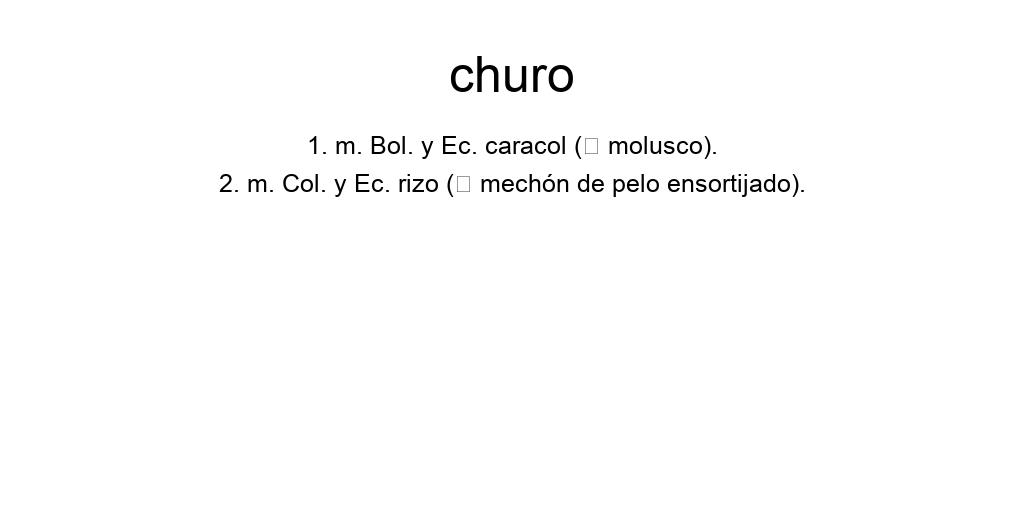 churo
1. m. Bol. y Ec. caracol (□ molusco).
2. m. Col. y Ec. rizo (□ mechón de pelo ensortijado).